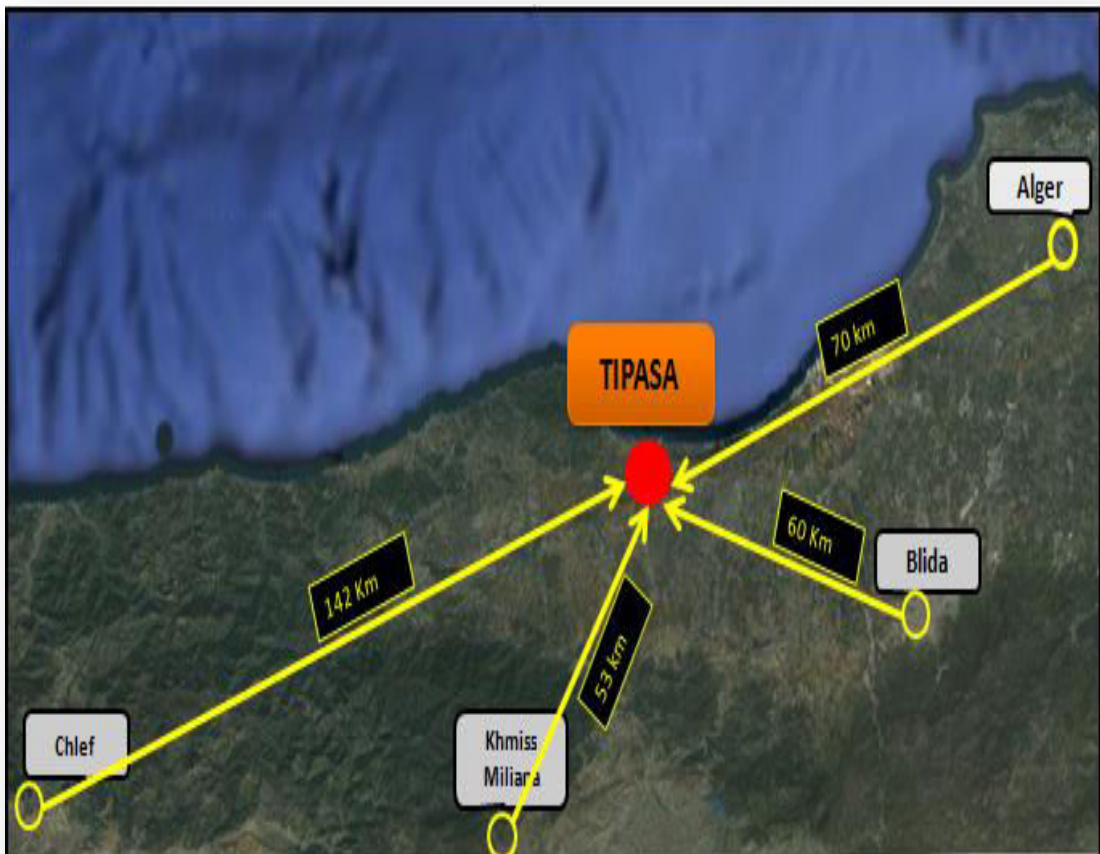 Alger
70 km
TIPASA
60 Km
Blida
142 Km
53 km
Chlef
Khmiss
Miliana